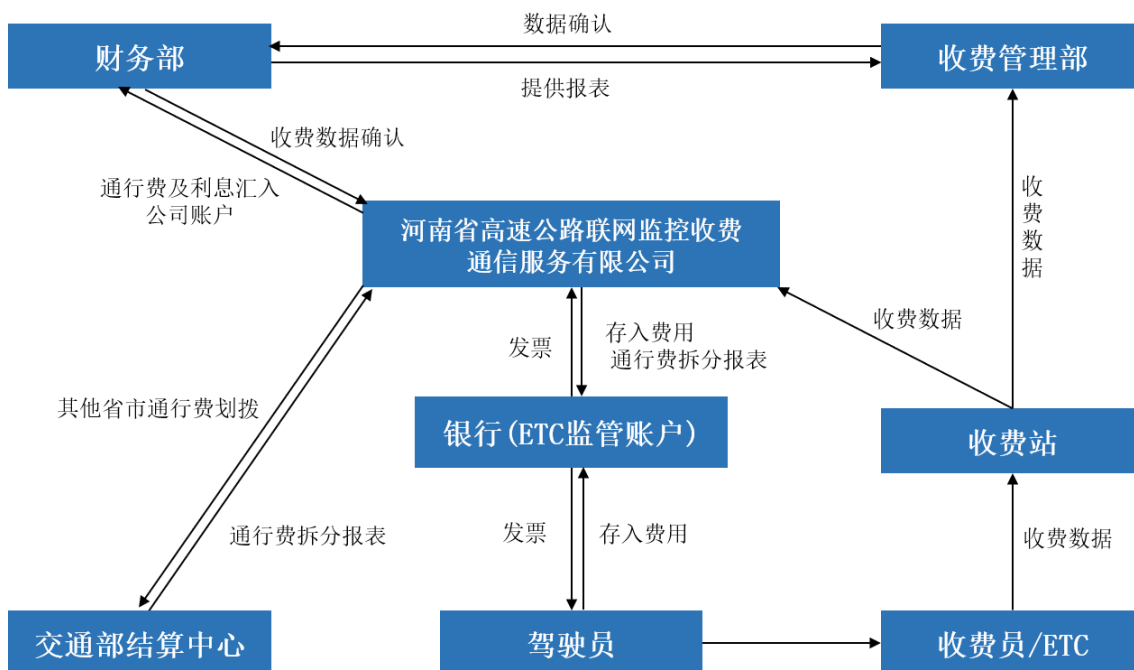 数据确认
财务部
收费管理部
提供报表
收费数据确认
通行费及利息汇入
公司账户
收费数据
河南省高速公路联网监控收费
通信服务有限公司
收费数据
发票
存入费用
通行费拆分报表
其他省市通行费划拨
银行(ETC监管账户)
收费站
通行费拆分报表
发票
存入费用
收费数据
交通部结算中心
驾驶员
收费员/ETC